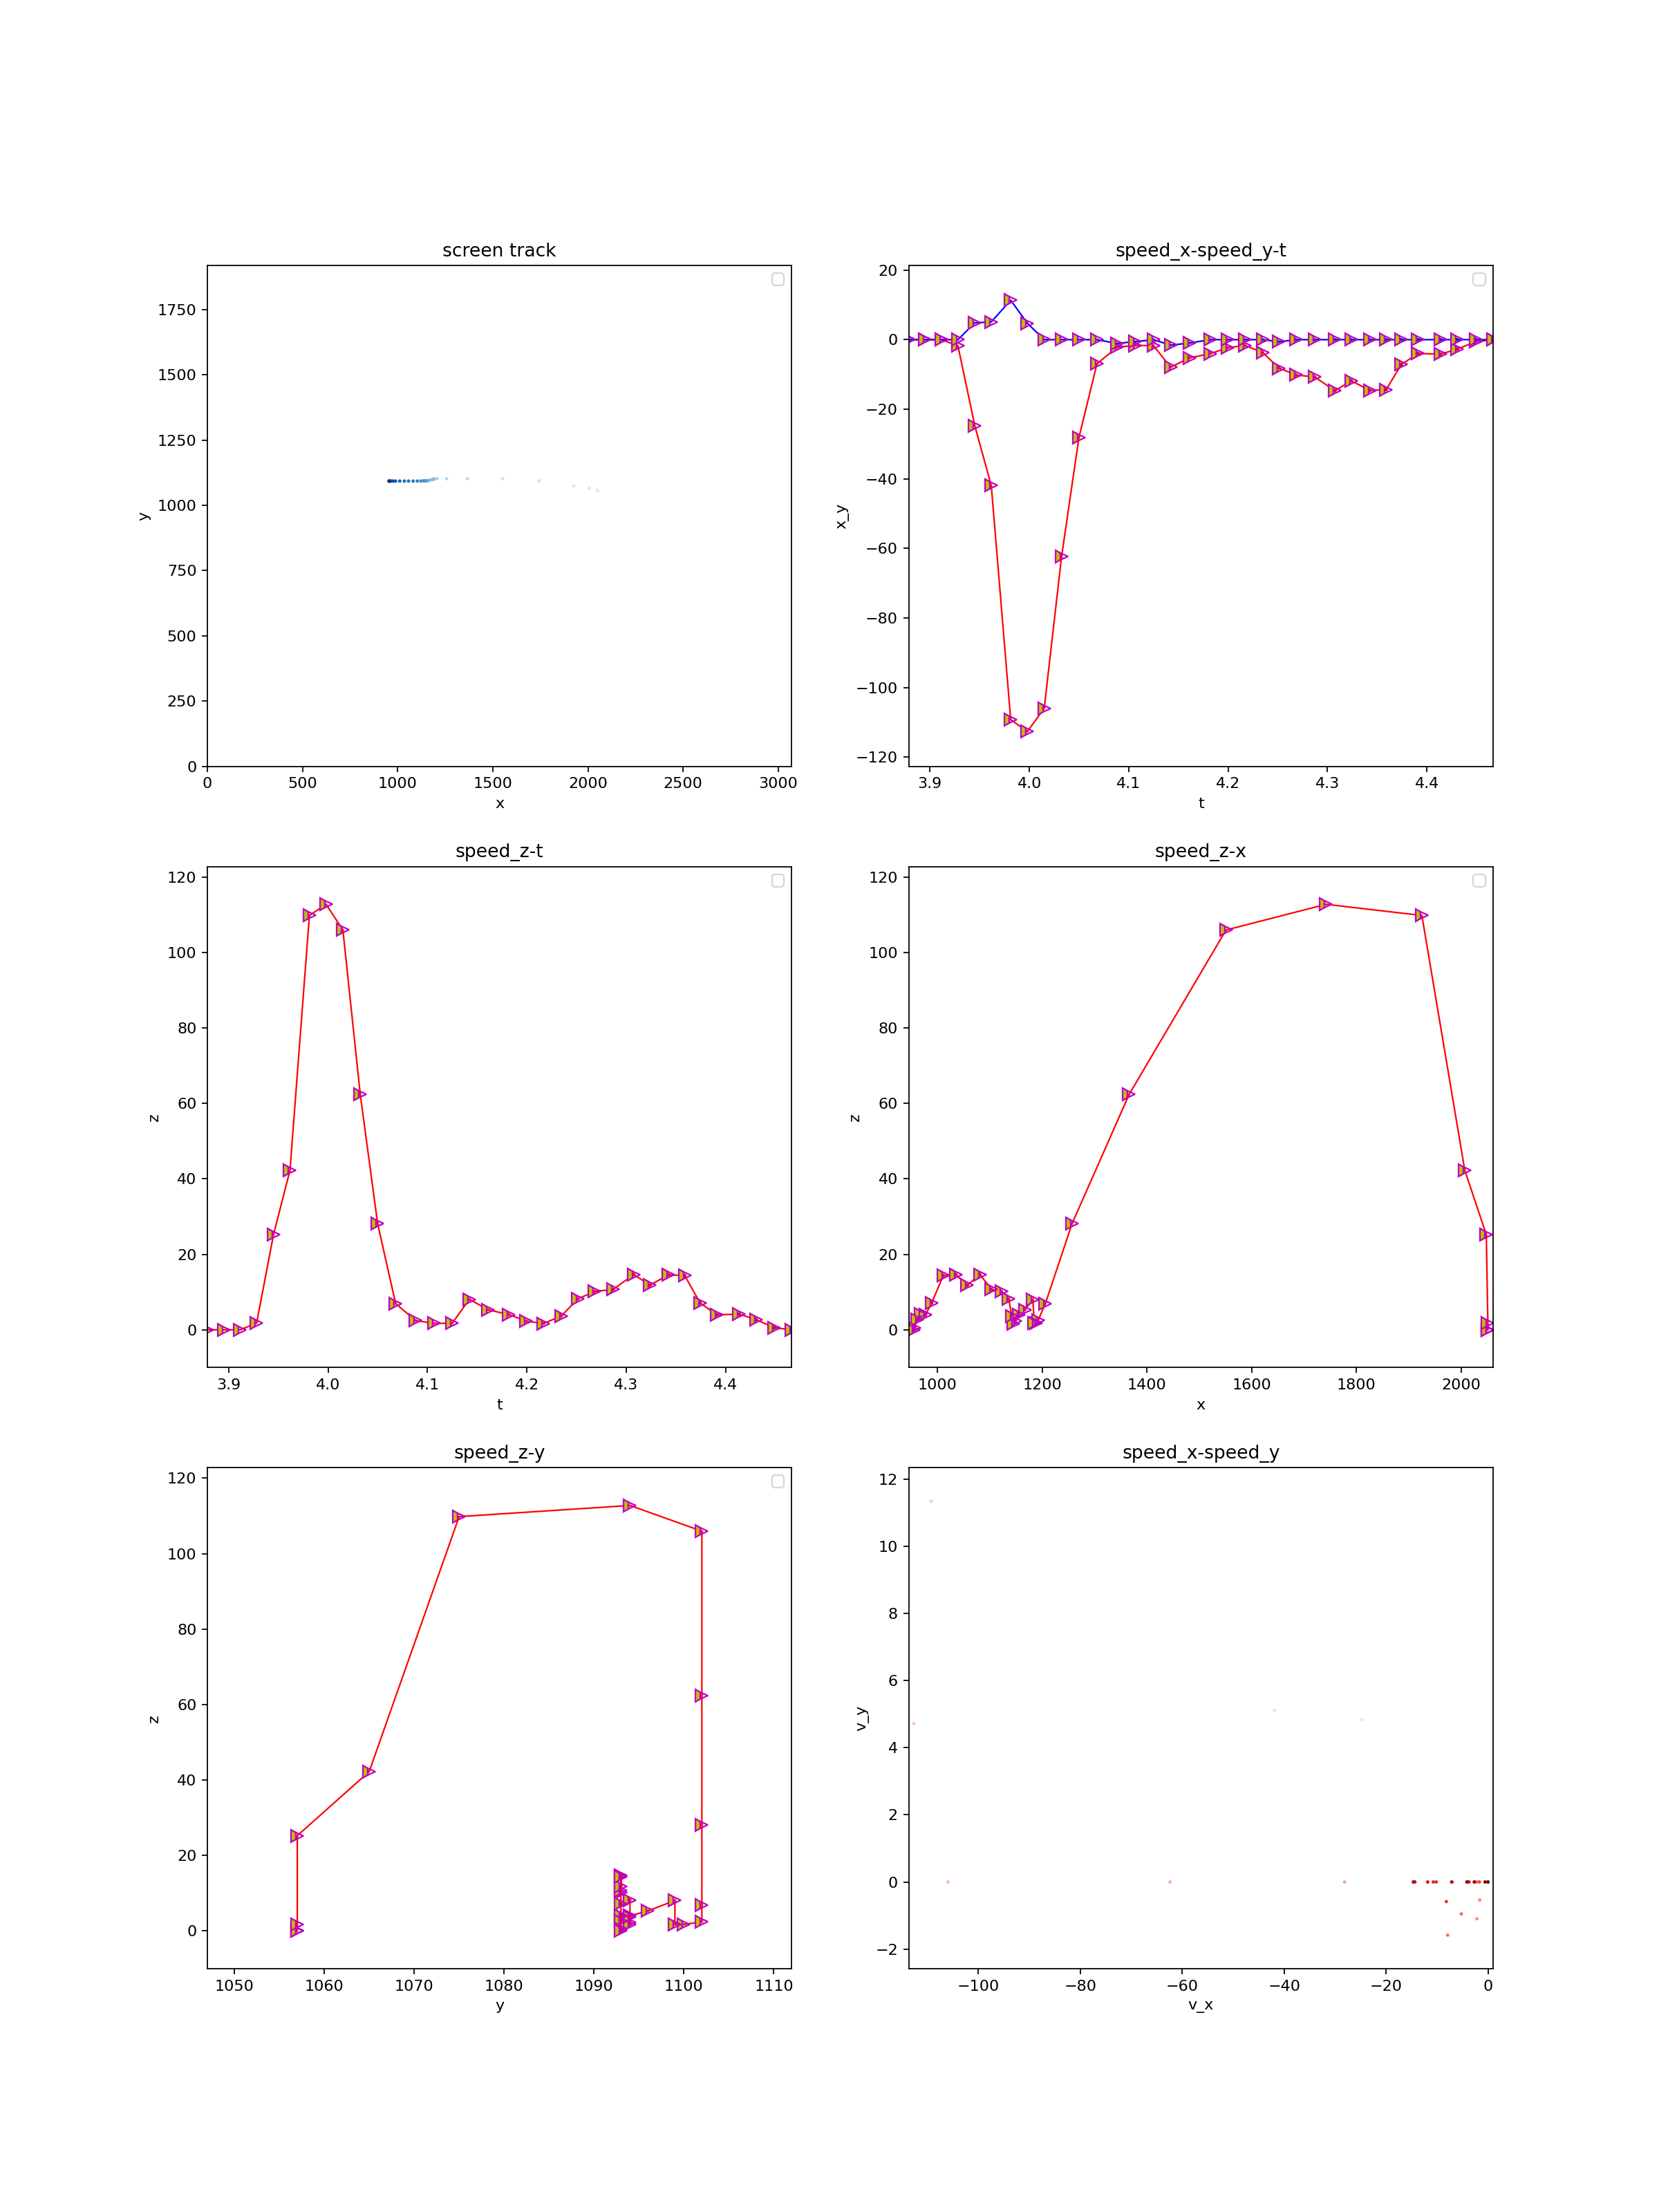 screen track
1750
1500
1250
1000
750
500
250
0
y
0 500 1000 1500 2000 2500 3000
x
speed_x-speed_y-t
20
0
−20
−40
−60
−80
−100
−120
x_y
3.9 4.0 4.1 4.2 4.3 4.4
t
speed_z-t
120
100
80
60
40
20
0
z
3.9 4.0 4.1 4.2 4.3 4.4
t
speed_z-x
120
100
80
60
40
20
0
z
1000 1200 1400 1600 1800 2000
x
speed_z-y
120
100
80
60
40
20
0
z
1050 1060 1070 1080 1090 1100 1110
y
speed_x-speed_y
12
10
8
6
4
2
0
−2
v_y
−100 −80 −60 −40 −20 0
v_x